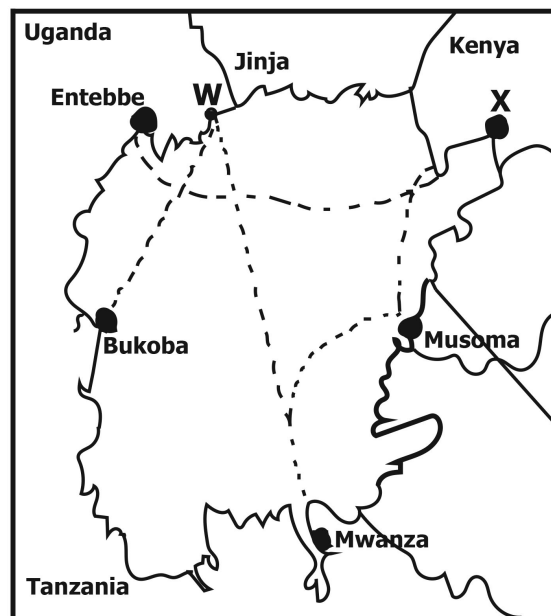 Uganda
Kenya
Jinja
Entebbe
W
X
Bukoba
Musoma
Mwanza
Tanzania